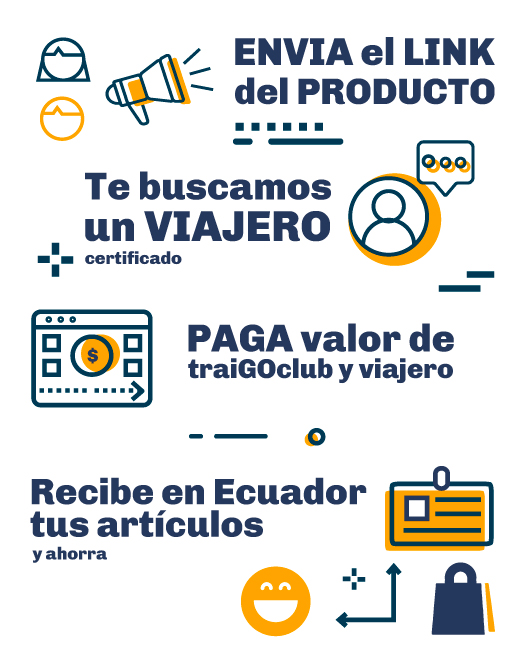 ENVIA el LINK
del PRODUCTO
Te buscamos
un VIAJERO
certificado
$
PAGA valor de
traiGOclub y viajero
Recibe en Ecuador
tus artículos
y ahorra